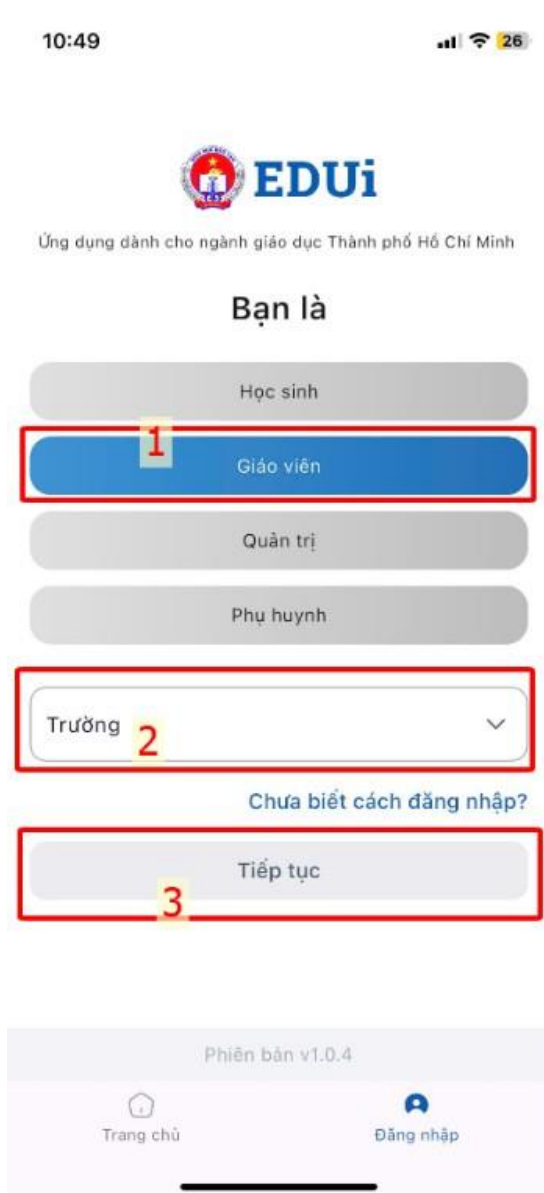 10:49
26
EDUi
Ứng dụng dành cho ngành giáo dục Thành phố Hồ Chí Minh
Bạn là
Học sinh
1
Giáo viên
Quản trị
Phụ huynh
Trường
2
Chưa biết cách đăng nhập?
Tiếp tục
3
Phiên bản v1.0.4
Trang chủ
Đăng nhập